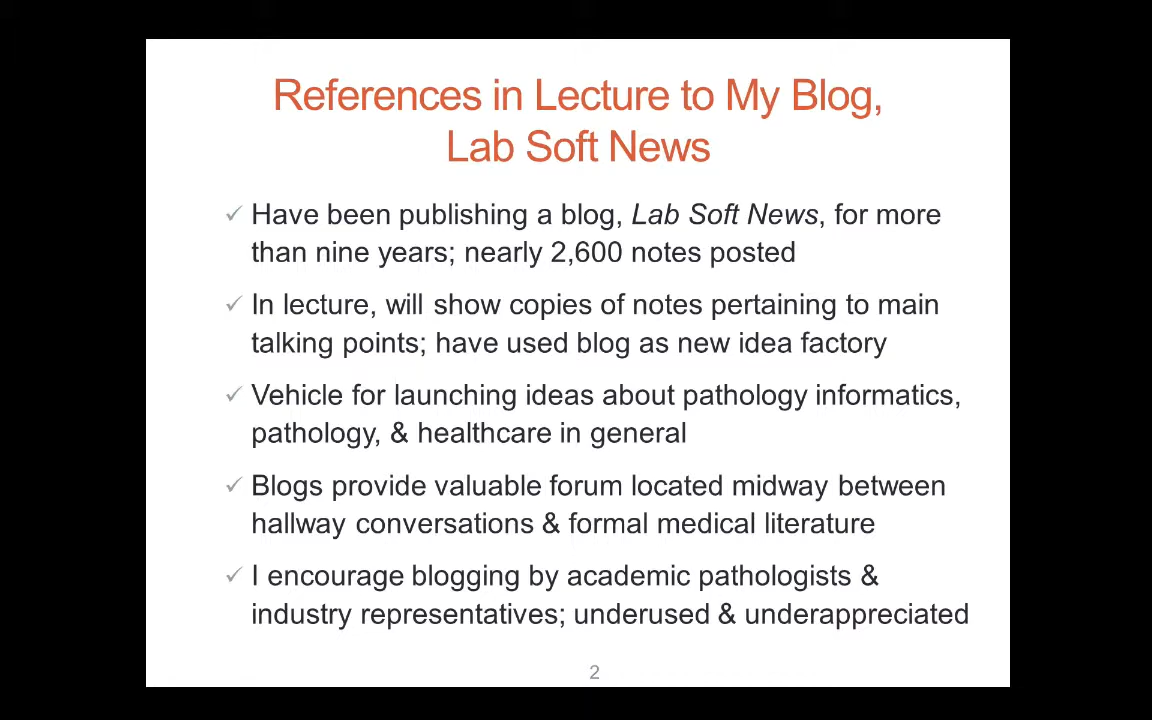 References in Lecture to My Blog,
Lab Soft News
✓ Have been publishing a blog, Lab Soft News, for more
than nine years; nearly 2,600 notes posted
✓ In lecture, will show copies of notes pertaining to main
talking points; have used blog as new idea factory
✓ Vehicle for launching ideas about pathology informatics,
pathology, & healthcare in general
✓ Blogs provide valuable forum located midway between
hallway conversations & formal medical literature
✓ I encourage blogging by academic pathologists &
industry representatives; underused & underappreciated
2